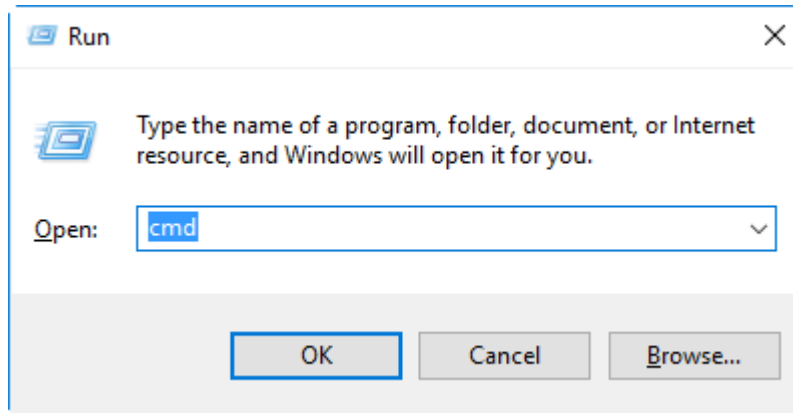 Run
Type the name of a program, folder, document, or Internet
resource, and Windows will open it for you.
Open: cmd
OK Cancel Browse...